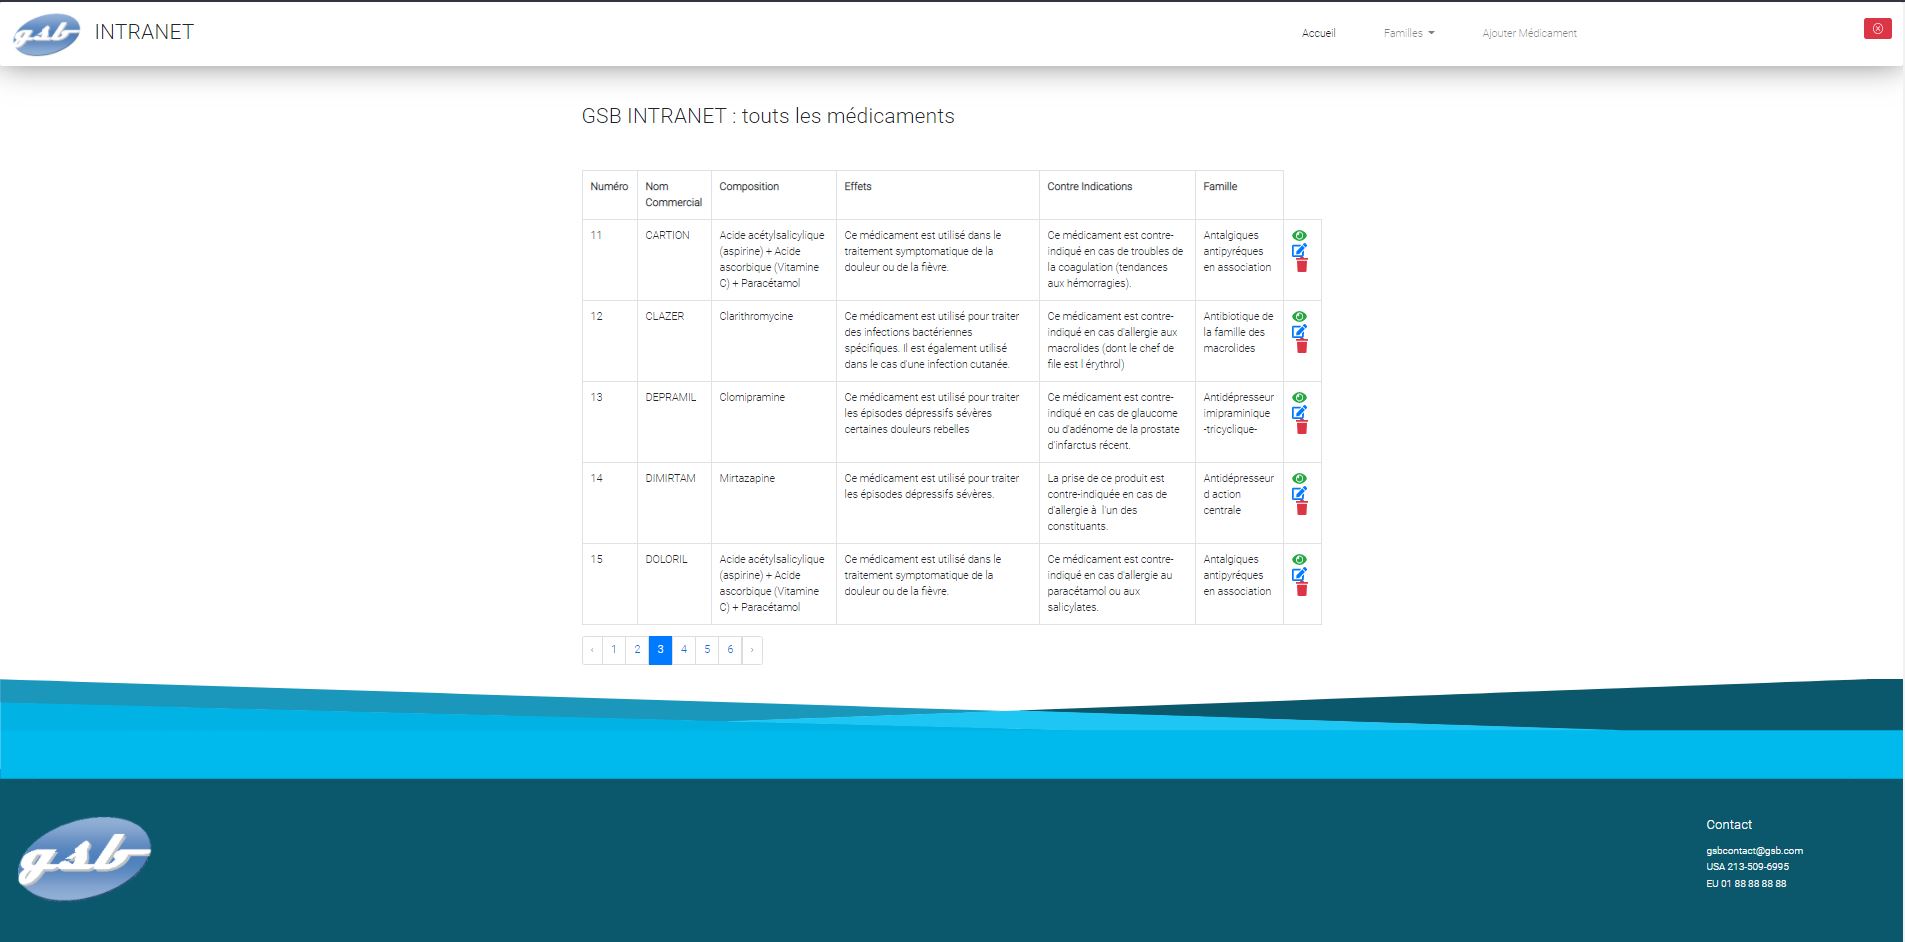 gsb INTRANET
Accueil
Familles
Ajouter Médicament
GSB INTRANET : touts les médicaments
Numéro
Nom
Commercial
Composition
Effets
Contre Indications
Famille
11
CARTION
Acide acétylsalicylique
(aspirine) + Acide
ascorbique (Vitamine
C) + Paracétamol
Ce médicament est utilisé dans le
traitement symptomatique de la
douleur ou de la fièvre.
Ce médicament est contre-
indiqué en cas de troubles de
la coagulation (tendances
aux hémorragies).
Antalgiques
antipyréques
en association
12
CLAZER
Clarithromycine
Ce médicament est utilisé pour traiter
des infections bactériennes
spécifiques. Il est également utilisé
dans le cas d'une infection cutanée.
Ce médicament est contre-
indiqué en cas d'allergie aux
macrolides (dont le chef de
file est l érythrol)
Antibiotique de
la famille des
macrolides
13
DEPRAMIL
Clomipramine
Ce médicament est utilisé pour traiter
les épisodes dépressifs sévères
certaines douleurs rebelles
Ce médicament est contre-
indiqué en cas de glaucome
ou d'adénome de la prostate
d'infarctus récent.
Antidépresseur
imipraminique
-tricyclique-
14
DIMIRTAM
Mirtazapine
Ce médicament est utilisé pour traiter
les épisodes dépressifs sévères.
La prise de ce produit est
contre-indiquée en cas de
d'allergie à l'un des
constituants.
Antidépresseur
d action
centrale
15
DOLORIL
Acide acétylsalicylique
(aspirine) + Acide
ascorbique (Vitamine
C) + Paracétamol
Ce médicament est utilisé dans le
traitement symptomatique de la
douleur ou de la fièvre.
Ce médicament est contre-
indiqué en cas d'allergie au
paracétamol ou aux
salicylates.
Antalgiques
antipyréques
en association
‹ 1 2 3 4 5 6 ›
gsb
Contact
gsbcontact@gsb.com
USA 213-509-6995
EU 01 88 88 88 88